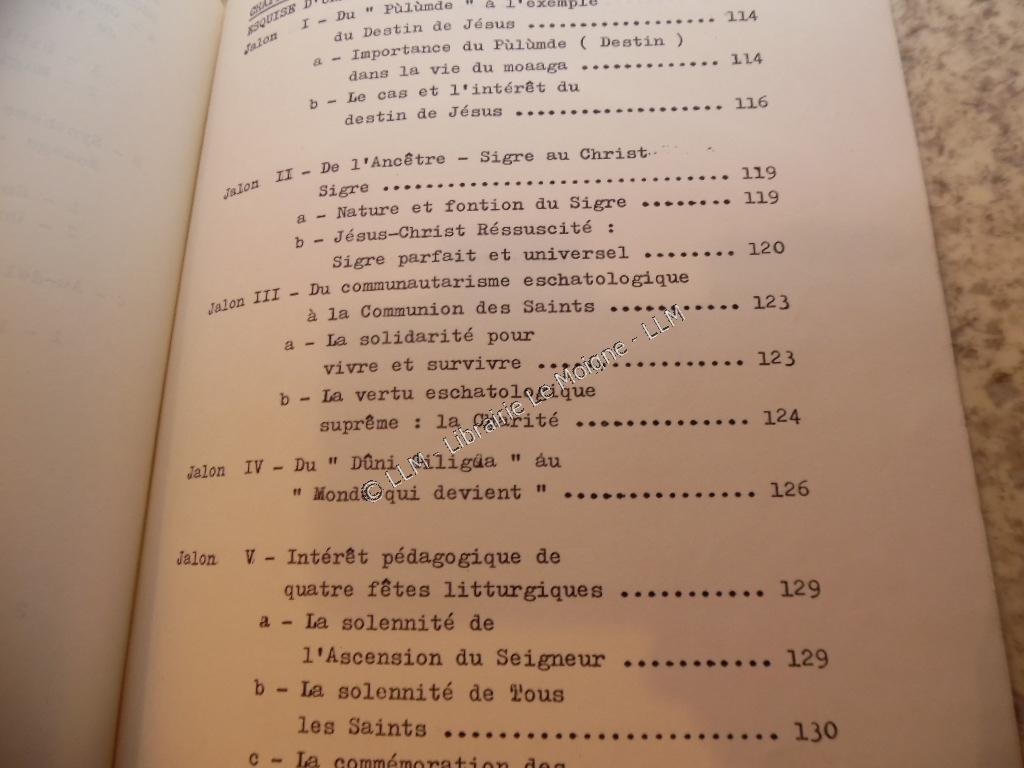 ESQUISE D'
Jalon I - Du " Pùlùmde " à l'exemple
du Destin de Jésus ................... 114
a - Importance du Pùlùmde ( Destin )
dans la vie du moaaga ............. 114
b - Le cas et l'intérêt du
destin de Jésus ................... 116
Jalon II - De l'Ancêtre - Sigre au Christ
Sigre ................................. 119
a - Nature et fontion du Sigre ........ 119
b - Jésus-Christ Réssuscité :
Sigre parfait et universel ........ 120
Jalon III - Du communautarisme eschatologique
à la Communion des Saints ........... 123
a - La solidarité pour
vivre et survivre .................. 123
b - La vertu eschatologique
suprême : la Charité ............... 124
Jalon IV - Du " Dûni au
" Monde qui devient " ................ 126
Jalon V - Intérêt pédagogique de
quatre fêtes litturgiques ............ 129
a - La solennité de
l'Ascension du Seigneur ............ 129
b - La solennité de Tous
les Saints .......................... 130
c - La commémoration des
© LLM - Librairie Le Moigne - LLM